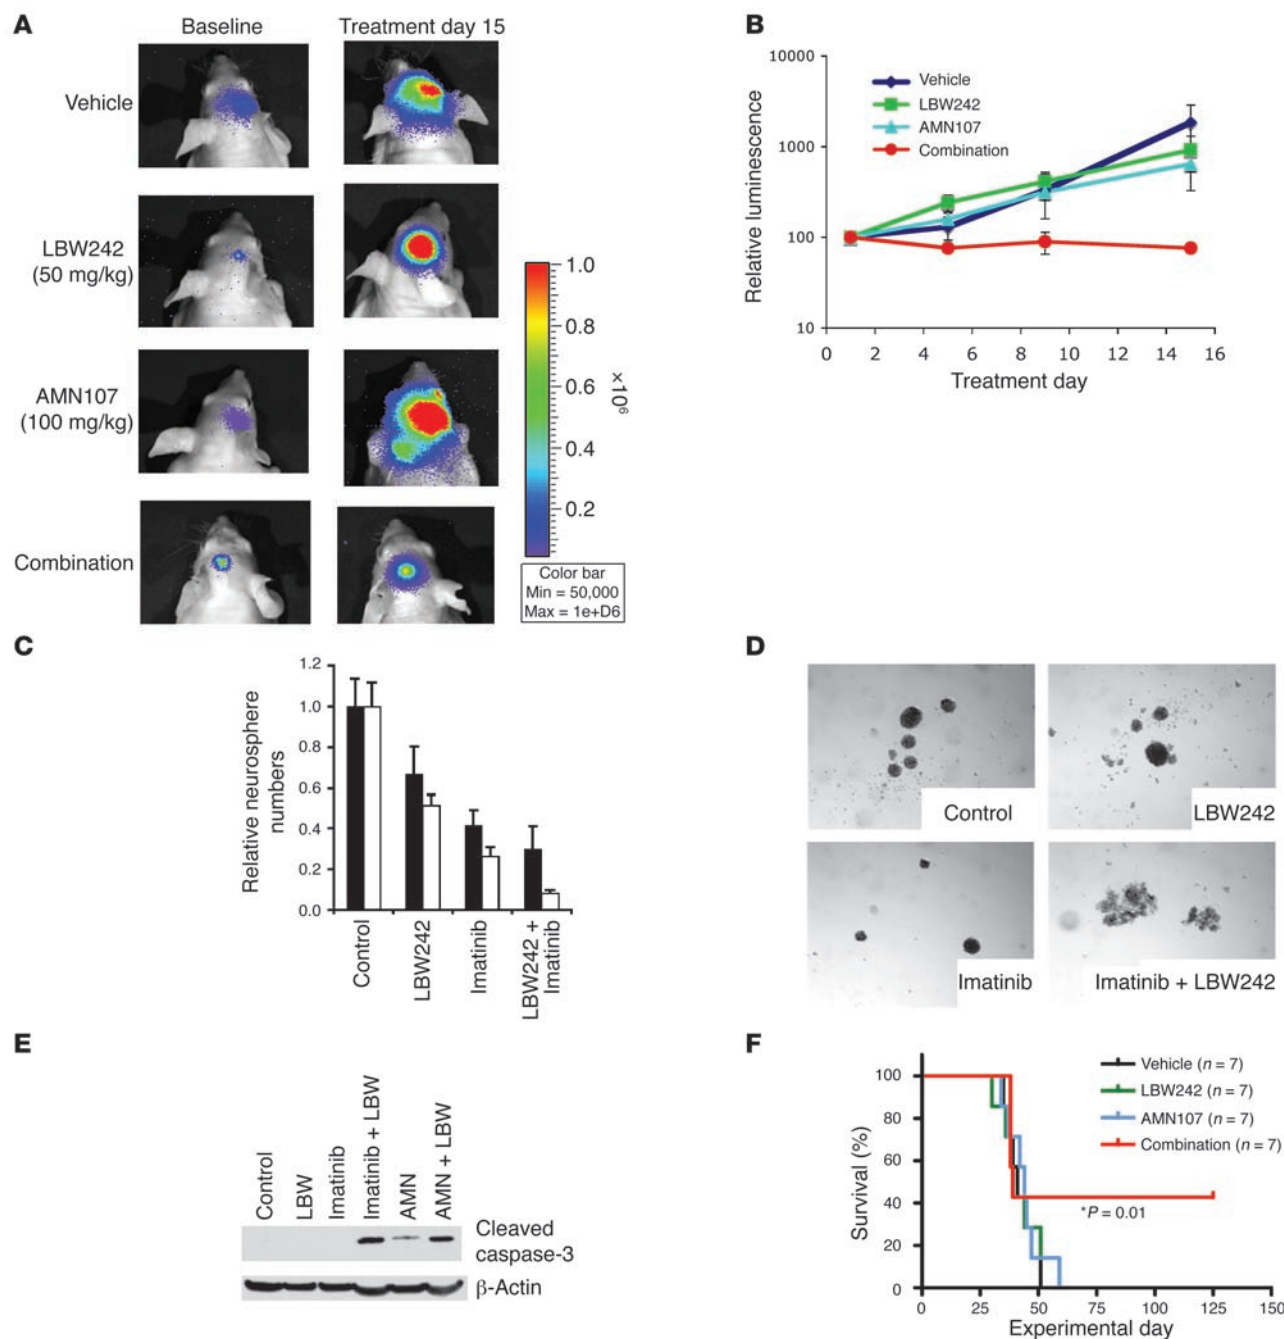 A
Baseline
Treatment day 15
Vehicle
LBW242
(50 mg/kg)
AMN107
(100 mg/kg)
Combination
1.0
0.8
0.6
0.4
0.2
×10⁶
Color bar
Min = 50,000
Max = 1e+D6
B
Relative luminescence
10000
1000
100
10
Vehicle
LBW242
AMN107
Combination
0 2 4 6 8 10 12 14 16
Treatment day
C
Relative neurosphere
numbers
1.2
1.0
0.8
0.6
0.4
0.2
0.0
Control
LBW242
Imatinib
LBW242 +
Imatinib
D
Control
LBW242
Imatinib
Imatinib + LBW242
E
Control
LBW
Imatinib
Imatinib + LBW
AMN
AMN + LBW
Cleaved
caspase-3
β-Actin
F
Survival (%)
100
80
60
40
20
0
Vehicle (n = 7)
LBW242 (n = 7)
AMN107 (n = 7)
Combination (n = 7)
*P = 0.01
0 25 50 75 100 125 150
Experimental day